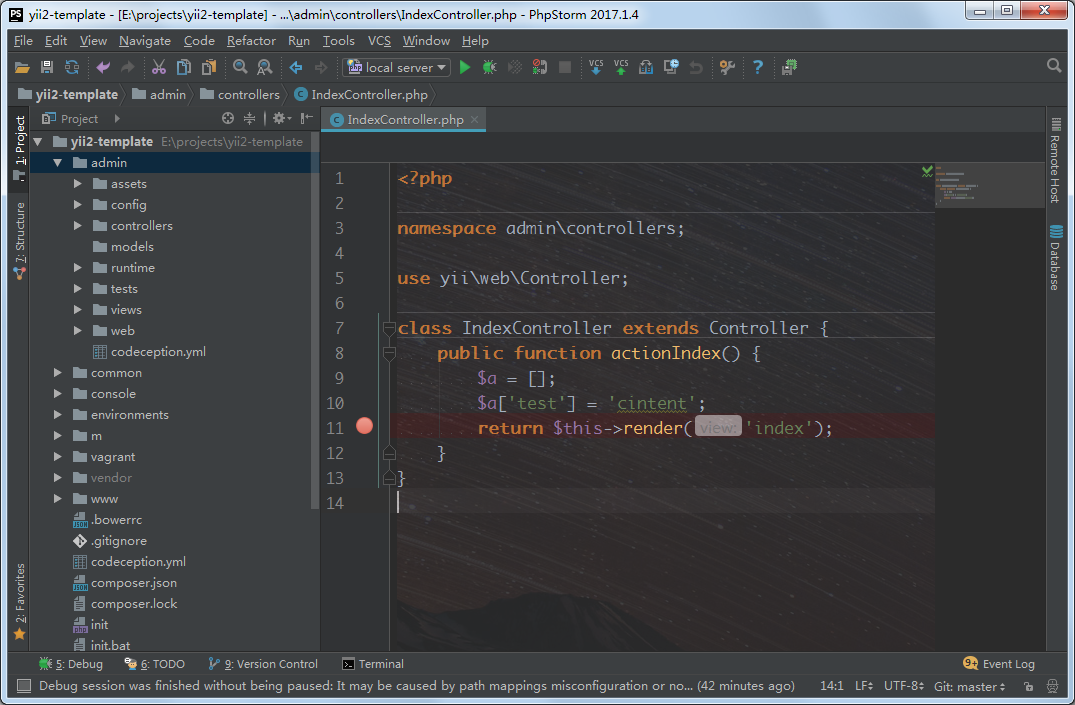 yii2-template - [E:\projects\yii2-template] - ...\admin\controllers\IndexController.php - PhpStorm 2017.1.4
File Edit View Navigate Code Refactor Run Tools VCS Window Help
local server VCS VCS
yii2-template admin controllers IndexController.php
Project
IndexController.php
1: Project
7: Structure
2: Favorites
yii2-template E:\projects\yii2-template
admin
assets
config
controllers
models
runtime
tests
views
web
codeception.yml
common
console
environments
m
vagrant
vendor
www
.bowerrc
.gitignore
codeception.yml
composer.json
composer.lock
init
init.bat
1 <?php
2
3 namespace admin\controllers;
4
5 use yii\web\Controller;
6
7 class IndexController extends Controller {
8 public function actionIndex() {
9 $a = [];
10 $a['test'] = 'cintent';
11 return $this->render( view: 'index');
12 }
13 }
14
Remote Host
Database
5: Debug 6: TODO 9: Version Control Terminal 9+ Event Log
Debug session was finished without being paused: It may be caused by path mappings misconfiguration or no... (42 minutes ago) 14:1 LF UTF-8 Git: master